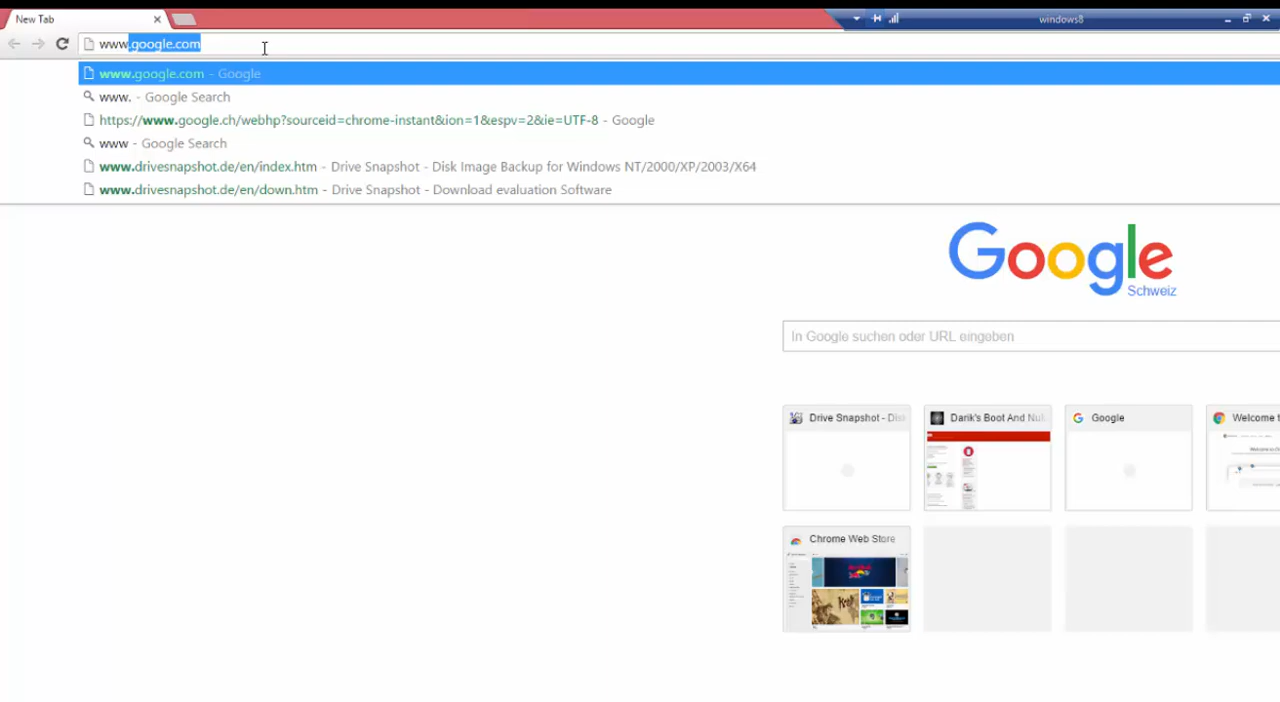 New Tab
windows8
www.google.com
www.google.com - Google
www. - Google Search
https://www.google.ch/webhp?sourceid=chrome-instant&ion=1&espv=2&ie=UTF-8 - Google
www - Google Search
www.drivesnapshot.de/en/index.htm - Drive Snapshot - Disk Image Backup for Windows NT/2000/XP/2003/X64
www.drivesnapshot.de/en/down.htm - Drive Snapshot - Download evaluation Software
Google
Schweiz
In Google suchen oder URL eingeben
Drive Snapshot - Dis
Darik's Boot And Nu
Google
Welcome t
Chrome Web Store